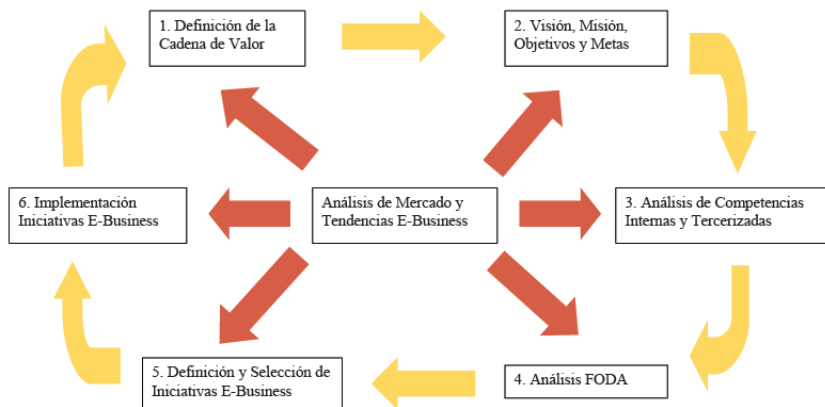 1. Definición de la
Cadena de Valor
2. Visión, Misión,
Objetivos y Metas
6. Implementación
Iniciativas E-Business
Análisis de Mercado y
Tendencias E-Business
3. Análisis de Competencias
Internas y Tercerizadas
5. Definición y Selección de
Iniciativas E-Business
4. Análisis FODA